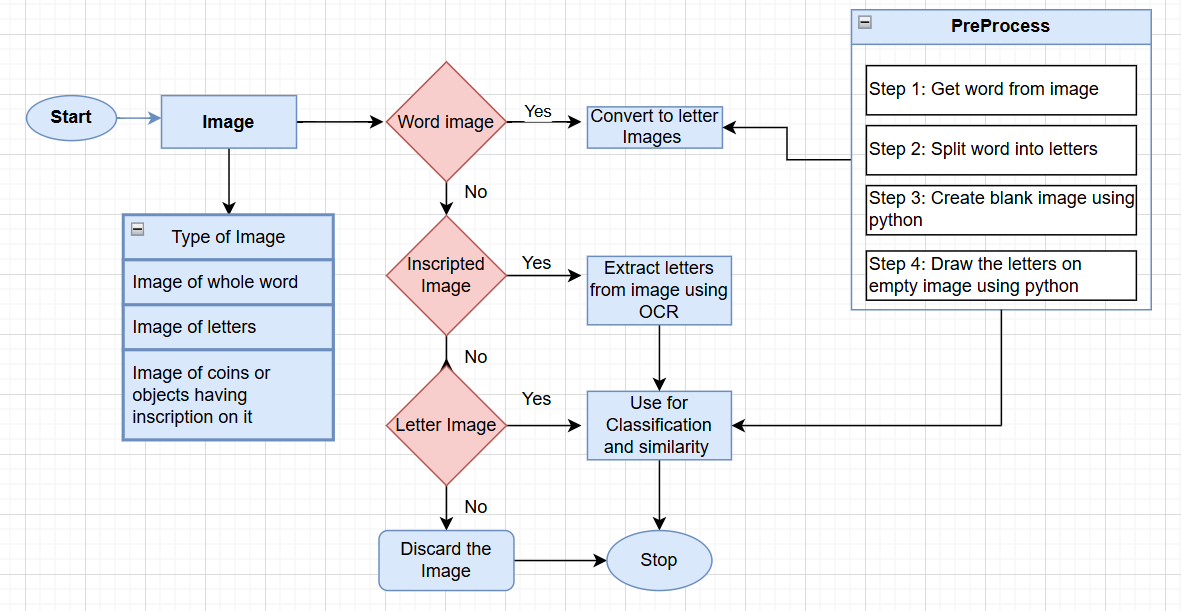 Start
Image
Word image
Yes
Convert to letter
Images
PreProcess
Step 1: Get word from image
Step 2: Split word into letters
Step 3: Create blank image using
python
Step 4: Draw the letters on
empty image using python
No
Type of Image
Image of whole word
Image of letters
Image of coins or
objects having
inscription on it
Inscripted
Image
Yes
Extract letters
from image using
OCR
No
Letter Image
Yes
Use for
Classification
and similarity
No
Discard the
Image
Stop